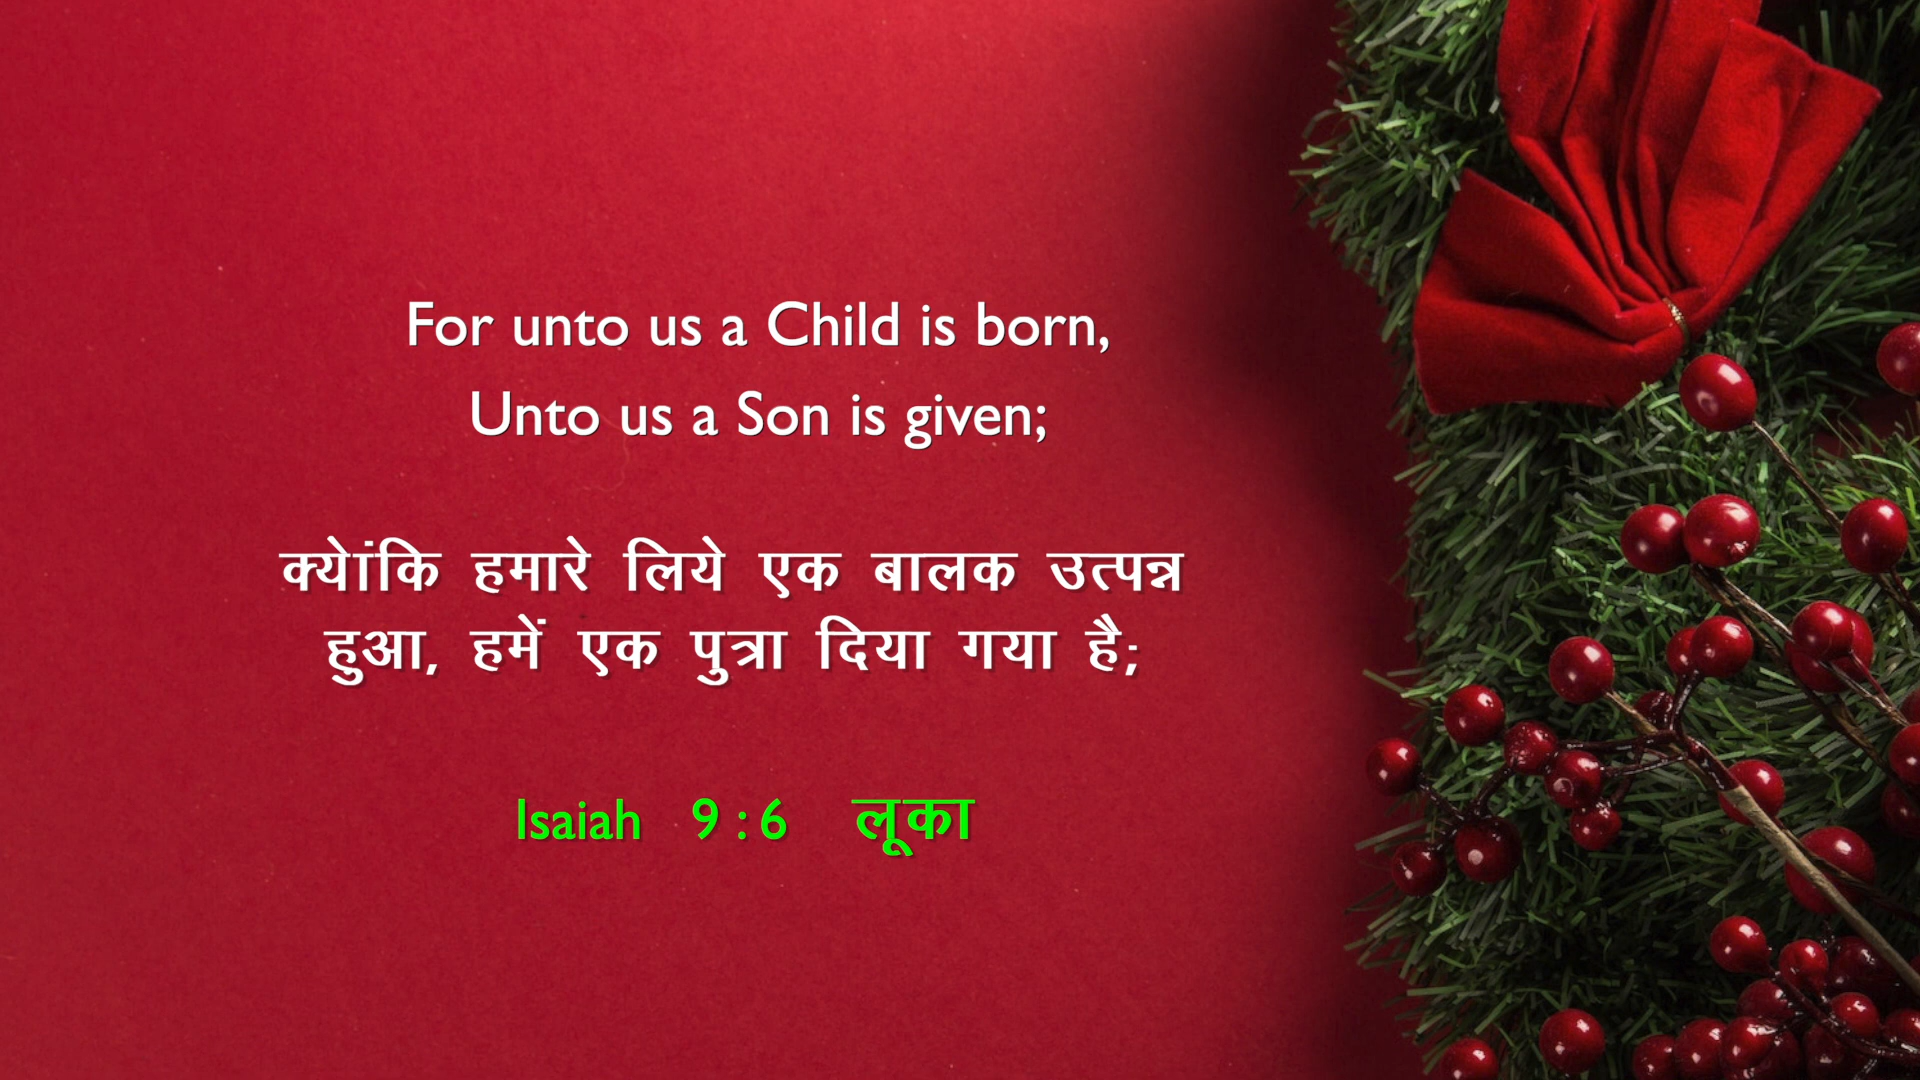 For unto us a Child is born,
Unto us a Son is given;
क्येांकि हमारे लिये एक बालक उत्पन्न
हुआ, हमें एक पुत्रा दिया गया है;
Isaiah 9 : 6 लूका